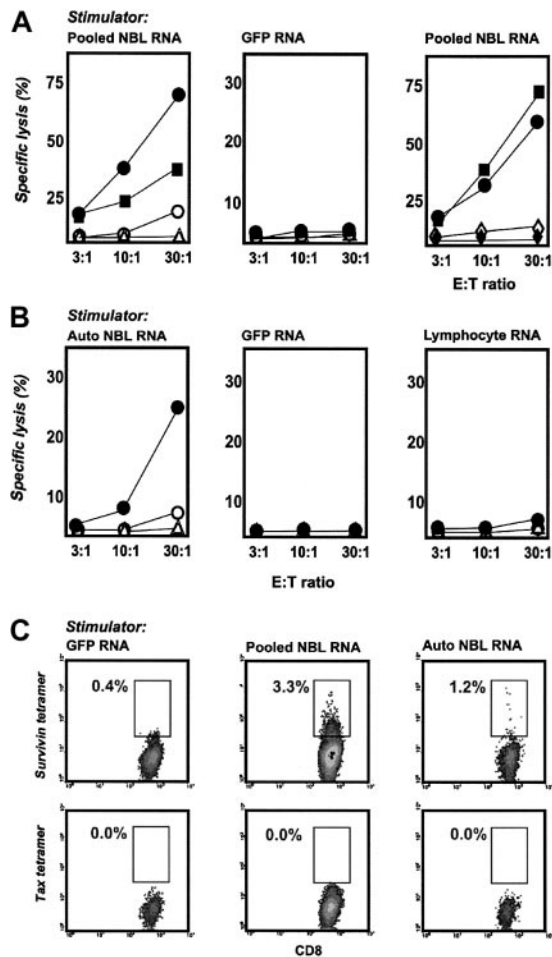 A
Stimulator:
Pooled NBL RNA
GFP RNA
Pooled NBL RNA
Specific lysis (%)
75
50
25
30
20
10
75
50
25
3:1 10:1 30:1
3:1 10:1 30:1
3:1 10:1 30:1
E:T ratio
B
Stimulator:
Auto NBL RNA
GFP RNA
Lymphocyte RNA
Specific lysis (%)
30
20
10
30
20
10
30
20
10
3:1 10:1 30:1
3:1 10:1 30:1
3:1 10:1 30:1
E:T ratio
C
Stimulator:
GFP RNA
Pooled NBL RNA
Auto NBL RNA
Survivin tetramer
0.4%
3.3%
1.2%
Tax tetramer
0.0%
0.0%
0.0%
CD8